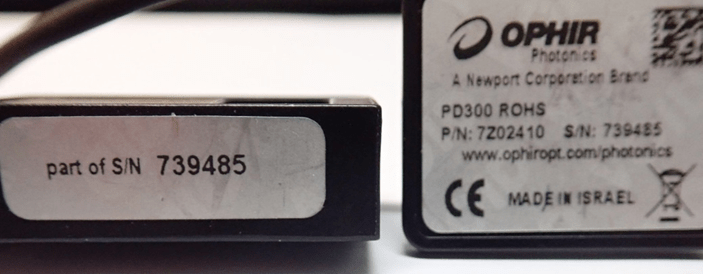 part of S/N 739485
OPHIR
Photonics
A Newport Corporation Brand
PD300 ROHS
P/N: 7Z02410 S/N: 739485
www.ophiropt.com/photonics
CE MADE IN ISRAEL